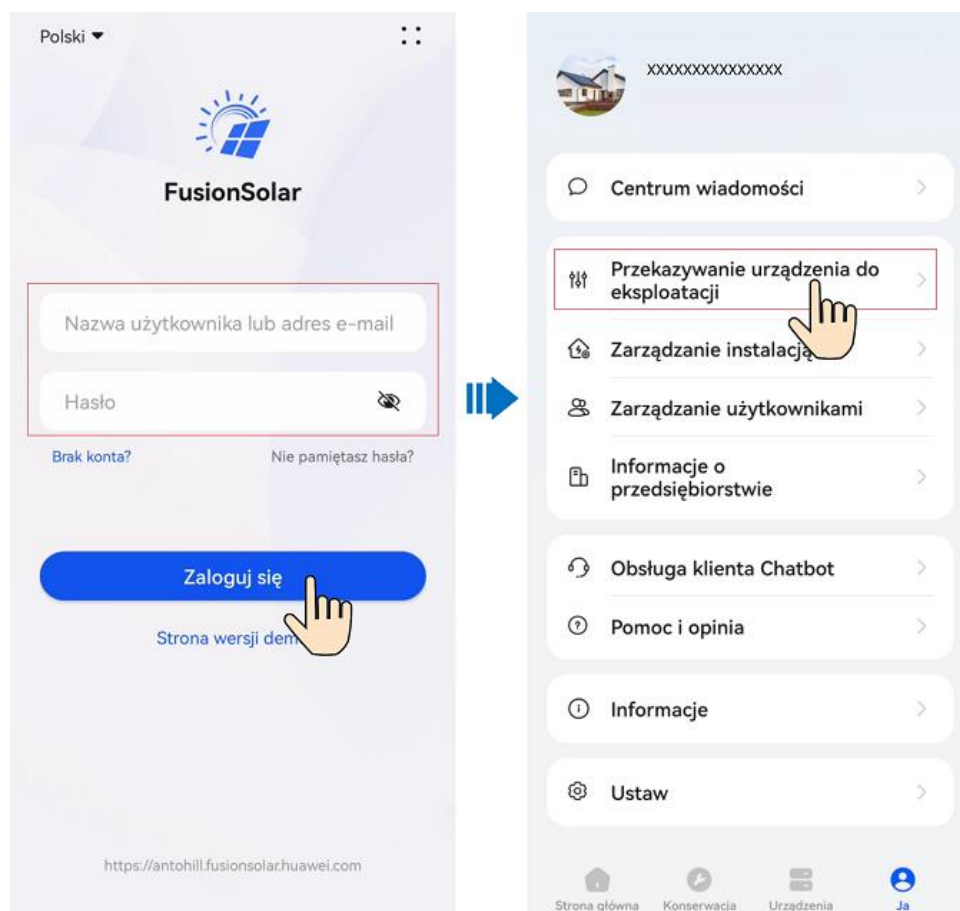 Polski
FusionSolar
Nazwa użytkownika lub adres e-mail
Hasło
Brak konta?
Nie pamiętasz hasła?
Zaloguj się
Strona wersji dem
https://antohill.fusionsolar.huawei.com
XXXXXXXXXXXXXXX
Centrum wiadomości
Przekazywanie urządzenia do
eksploatacji
Zarządzanie instalacją
Zarządzanie użytkownikami
Informacje o
przedsiębiorstwie
Obsługa klienta Chatbot
Pomoc i opinia
Informacje
Ustaw
Strona główna
Konserwacja
Urządzenia
Ja